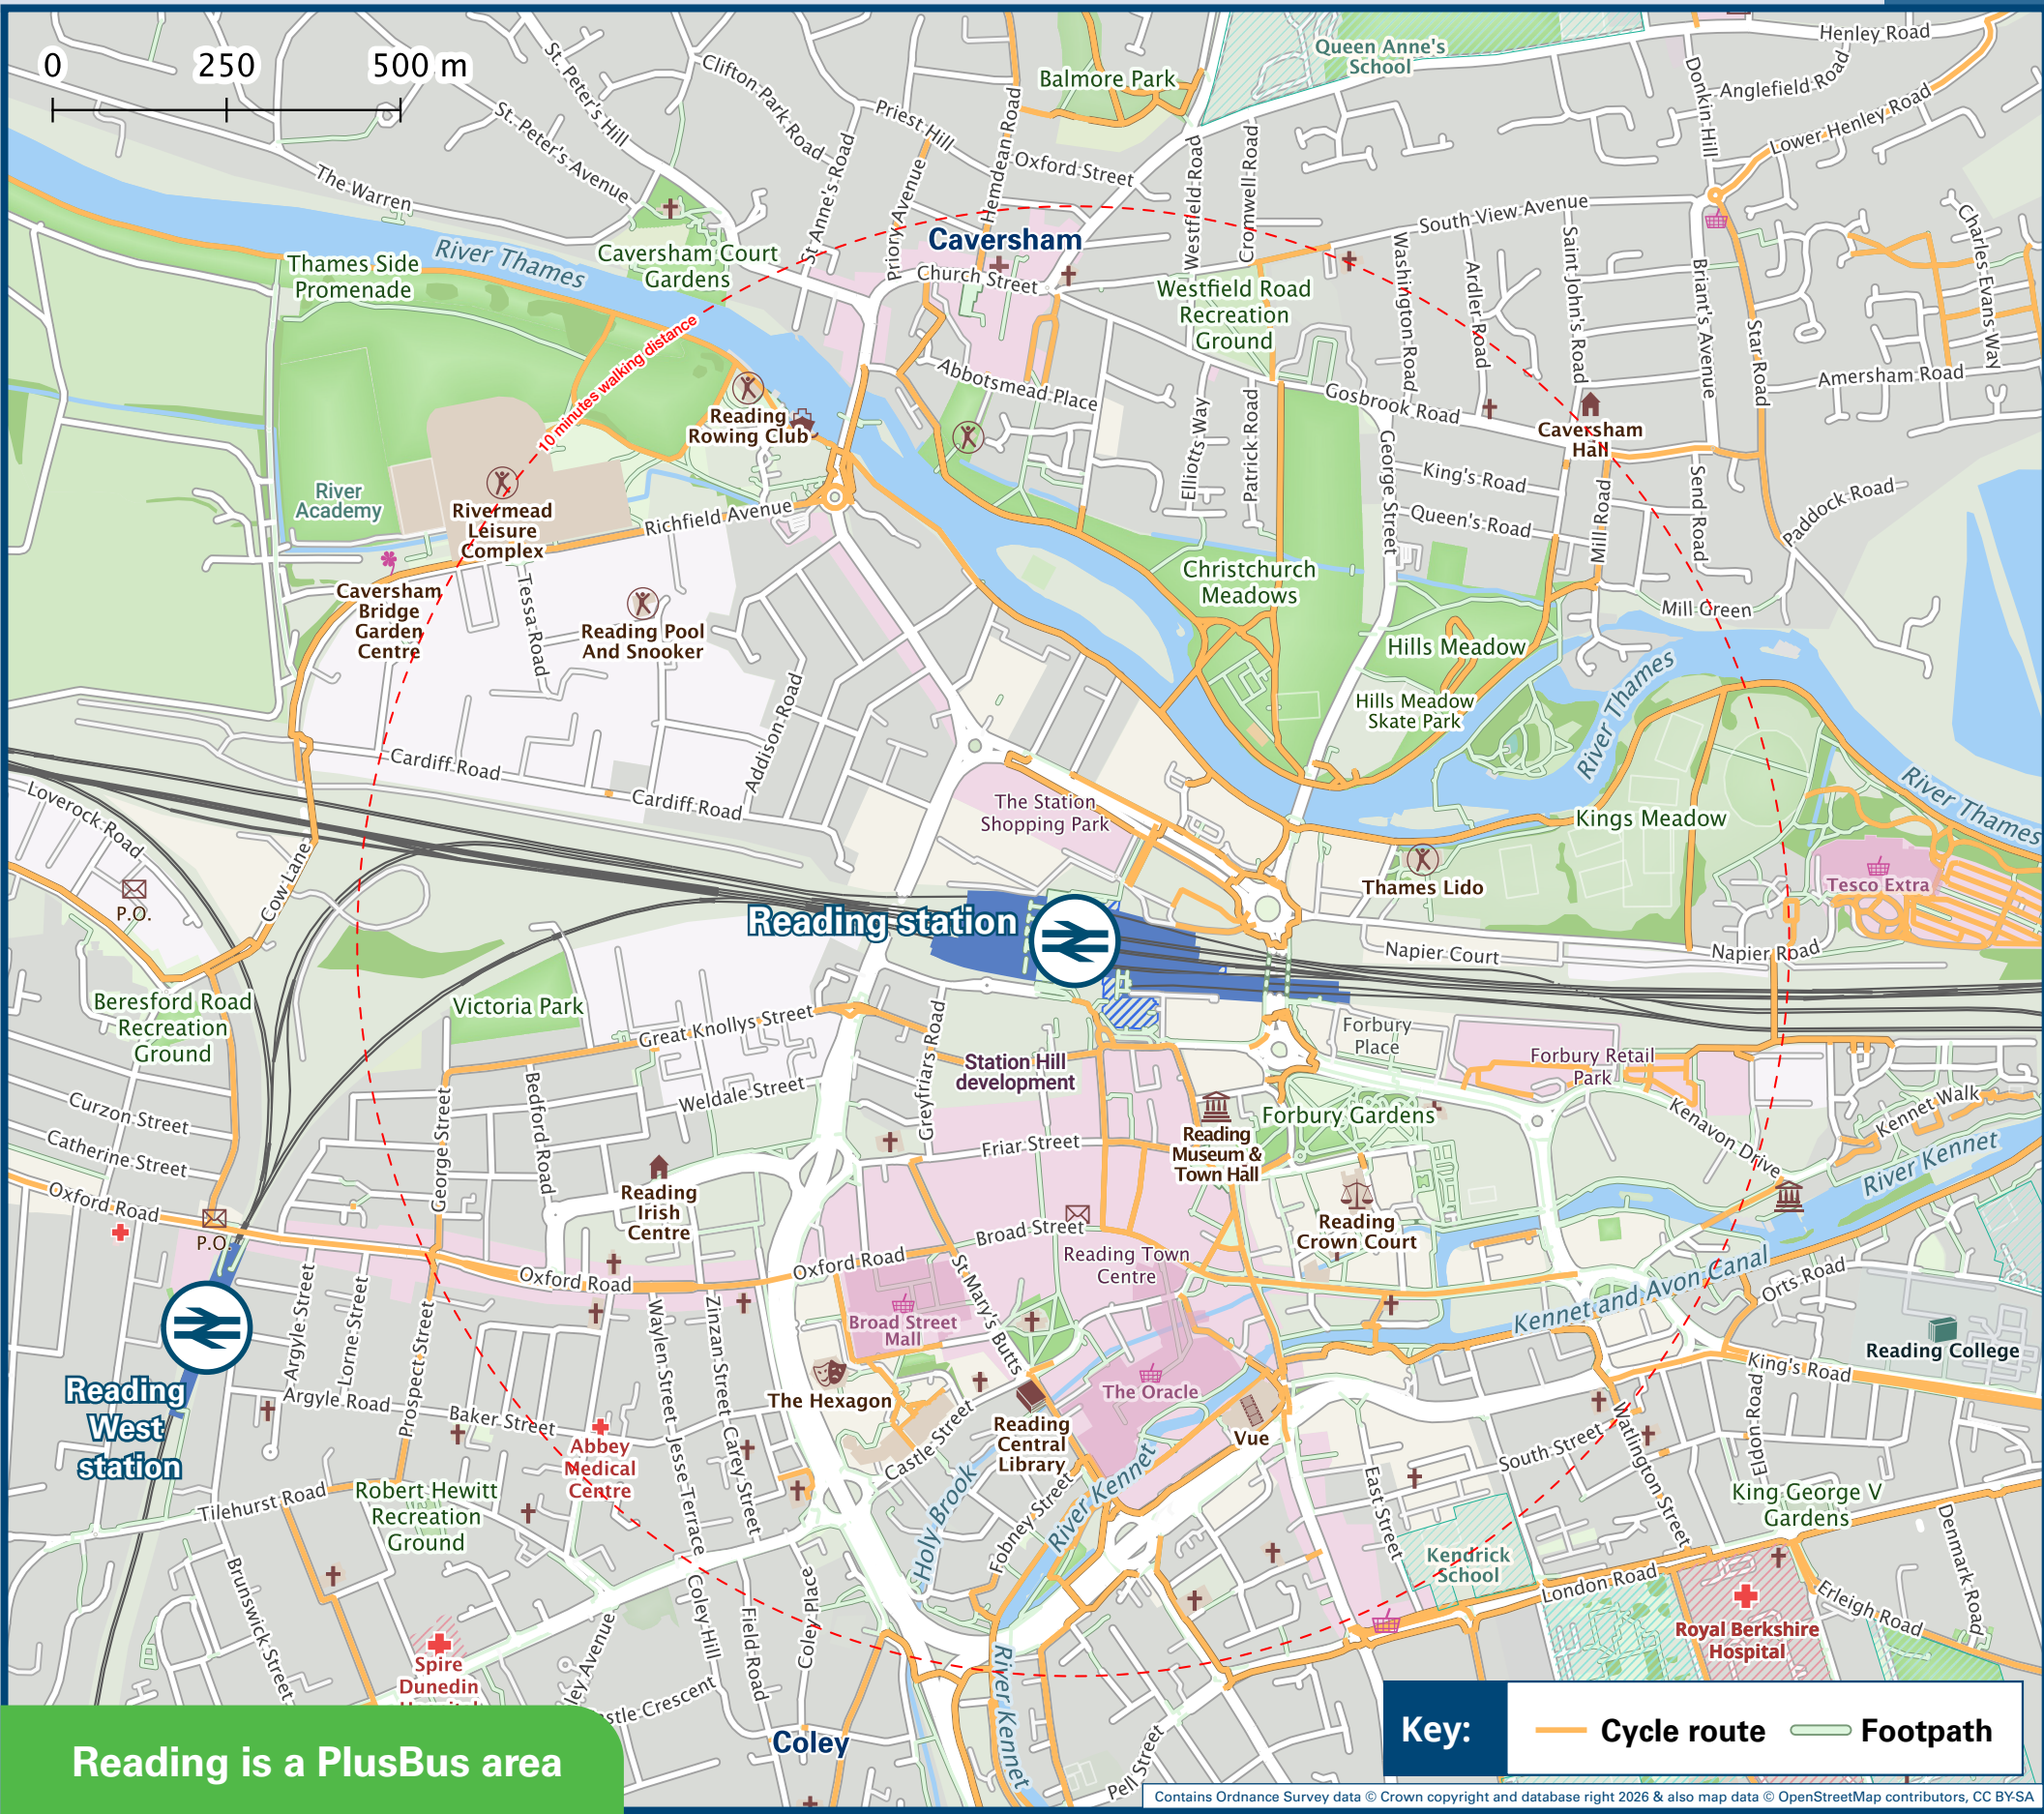 0 250 500 m
St. Peter's Hill
Clifton Park Road
St. Peter's Avenue
The Warren
Priest Hill
St Anne's Road
Priory Avenue
Hemdean Road
Oxford Street
Balmore Park
Queen Anne's
School
Henley Road
Donkin Hill
Anglefield Road
Lower Henley Road
Westfield Road
Cromwell Road
South View Avenue
Washington Road
Ardler Road
Saint John's Road
Briant's Avenue
Star Road
Charles Evans Way
Amersham Road
Caversham
Church Street
Caversham Court
Gardens
River Thames
Thames Side
Promenade
Westfield Road
Recreation
Ground
10 minutes walking distance
Abbotsmead Place
Gosbrook Road
Caversham
Hall
Reading
Rowing Club
Elliotts Way
Patrick Road
George Street
King's Road
Queen's Road
Mill Road
Send Road
Paddock Road
River
Academy
Rivermead
Leisure
Complex
Richfield Avenue
Caversham
Bridge
Garden
Centre
Tessa Road
Reading Pool
And Snooker
Christchurch
Meadows
Mill Green
Hills Meadow
Hills Meadow
Skate Park
River Thames
Addison Road
Cardiff Road
Cardiff Road
The Station
Shopping Park
Kings Meadow
River Thames
Loverock Road
P.O.
Cow Lane
Thames Lido
Tesco Extra
Reading station
Napier Court
Napier Road
Beresford Road
Recreation
Ground
Victoria Park
Great Knollys Street
Greyfriars Road
Station Hill
development
Forbury
Place
Forbury Retail
Park
Weldale Street
Bedford Road
George Street
Curzon Street
Catherine Street
Oxford Road
P.O.
Friar Street
Reading
Museum &
Town Hall
Forbury Gardens
Kenavon Drive
Kennet Walk
River Kennet
Reading
Irish
Centre
Broad Street
Reading Town
Centre
Reading
Crown Court
Oxford Road
Oxford Road
Kennet and Avon Canal
Orts Road
Reading College
Argyle Street
Lorne Street
Prospect Street
Waylen Street
Zinzan Street
Broad Street
Mall
St Mary's Butts
The Oracle
King's Road
Reading
West
station
Argyle Road
Baker Street
The Hexagon
Castle Street
Reading
Central
Library
Vue
Abbey
Medical
Centre
Jesse Terrace
Carey Street
South Street
Watlington Street
Eldon Road
East Street
Tilehurst Road
Robert Hewitt
Recreation
Ground
Holy Brook
Fobney Street
River Kennet
King George V
Gardens
Denmark Road
Kendrick
School
London Road
Erleigh Road
Royal Berkshire
Hospital
Brunswick Street
Coley Hill
Field Road
Coley Place
River Kennet
Spire
Dunedin
Coley
Pell Street
Key: Cycle route Footpath
Reading is a PlusBus area
Contains Ordnance Survey data © Crown copyright and database right 2026 & also map data © OpenStreetMap contributors, CC BY-SA